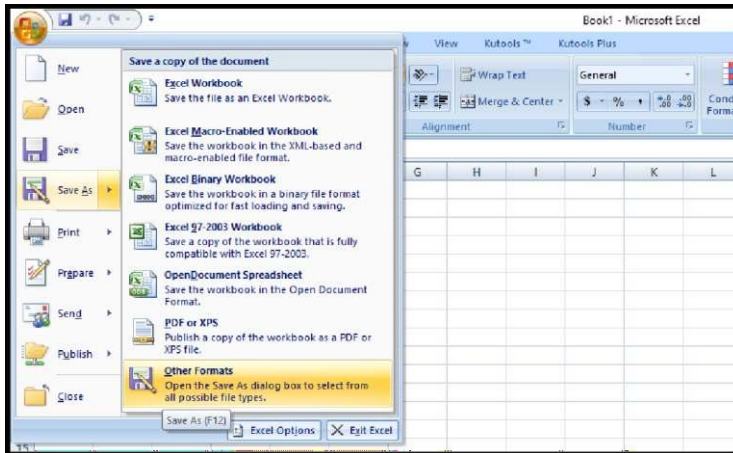 Book1 - Microsoft Excel
View Kutools ™ Kutools Plus
Wrap Text
General
Merge & Center
$ % ,
Alignment
Number
G H I J K L
New
Open
Save
Save As
Print
Prepare
Send
Publish
Close
Save a copy of the document
Excel Workbook
Save the file as an Excel Workbook.
Excel Macro-Enabled Workbook
Save the workbook in the XML-based and
macro-enabled file format.
Excel Binary Workbook
Save the workbook in a binary file format
optimized for fast loading and saving.
Excel 97-2003 Workbook
Save a copy of the workbook that is fully
compatible with Excel 97-2003.
OpenDocument Spreadsheet
Save the workbook in the Open Document
Format.
PDF or XPS
Publish a copy of the workbook as a PDF or
XPS file.
Other Formats
Open the Save As dialog box to select from
all possible file types.
Save As (F12)
Excel Options
Exit Excel
15